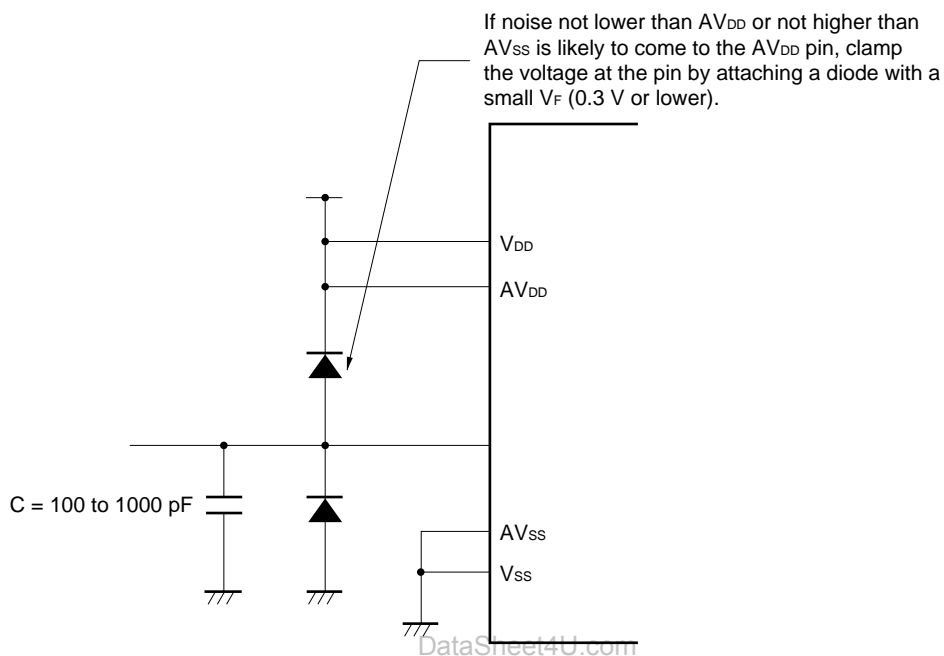 If noise not lower than AVDD or not higher than
AVSS is likely to come to the AVDD pin, clamp
the voltage at the pin by attaching a diode with a
small VF (0.3 V or lower).
VDD
AVDD
C = 100 to 1000 pF
AVSS
VSS
DataSheet4U.com